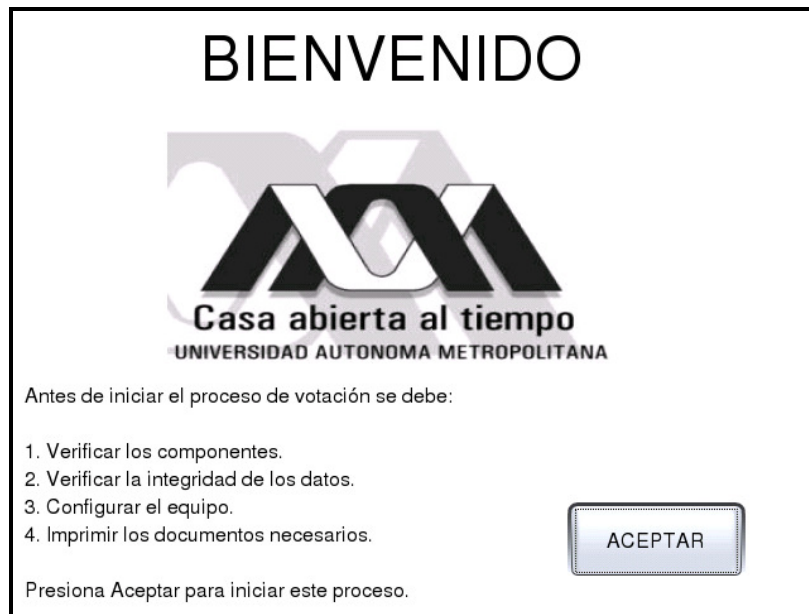 BIENVENIDO
Casa abierta al tiempo
UNIVERSIDAD AUTONOMA METROPOLITANA
Antes de iniciar el proceso de votación se debe:
1. Verificar los componentes.
2. Verificar la integridad de los datos.
3. Configurar el equipo.
4. Imprimir los documentos necesarios.
ACEPTAR
Presiona Aceptar para iniciar este proceso.